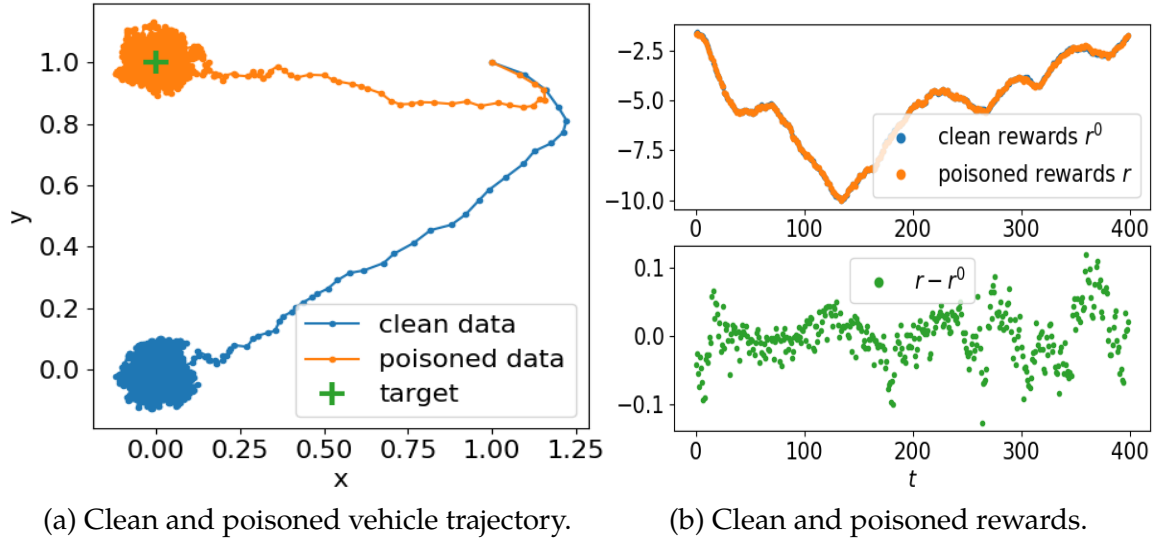 1.0
0.8
0.6
0.4
0.2
0.0
y
0.00 0.25 0.50 0.75 1.00 1.25
x
clean data
poisoned data
target
(a) Clean and poisoned vehicle trajectory.
−2.5
−5.0
−7.5
−10.0
clean rewards r⁰
poisoned rewards r
0 100 200 300 400
0.1
0.0
−0.1
r − r⁰
0 100 200 300 400
t
(b) Clean and poisoned rewards.